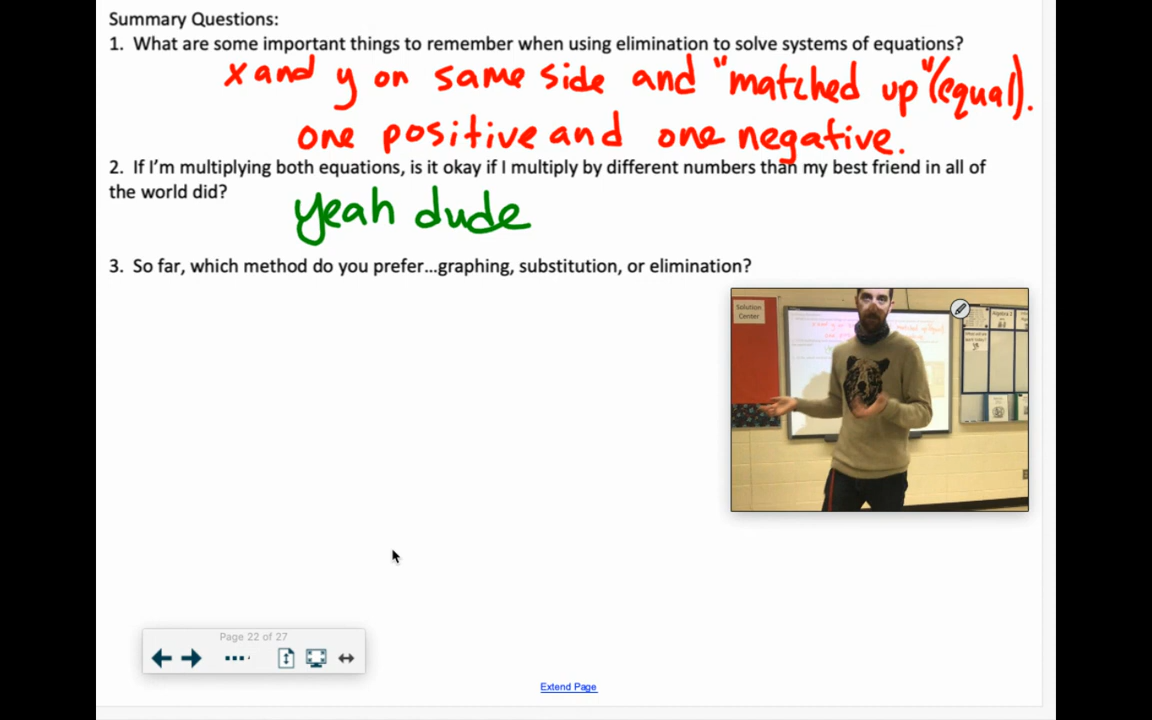 Summary Questions:
1. What are some important things to remember when using elimination to solve systems of equations?
x and y on same side and "matched up" (equal).
one positive and one negative.
2. If I'm multiplying both equations, is it okay if I multiply by different numbers than my best friend in all of
the world did?
yeah dude
3. So far, which method do you prefer...graphing, substitution, or elimination?
Solution
Center
Algebra 2
Page 22 of 27
Extend Page